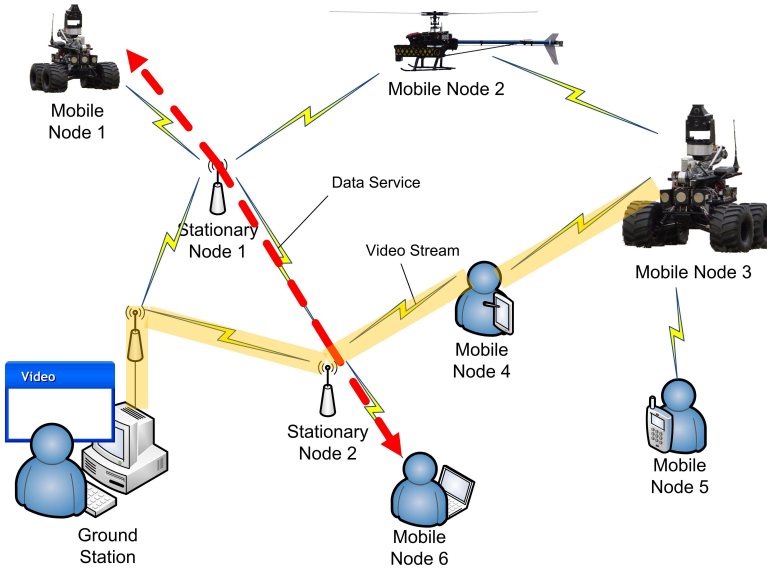 Mobile Node 2
Mobile
Node 1
Data Service
Stationary
Node 1
Video Stream
Mobile Node 3
Mobile
Node 4
Video
Stationary
Node 2
Mobile
Node 5
Mobile
Node 6
Ground
Station